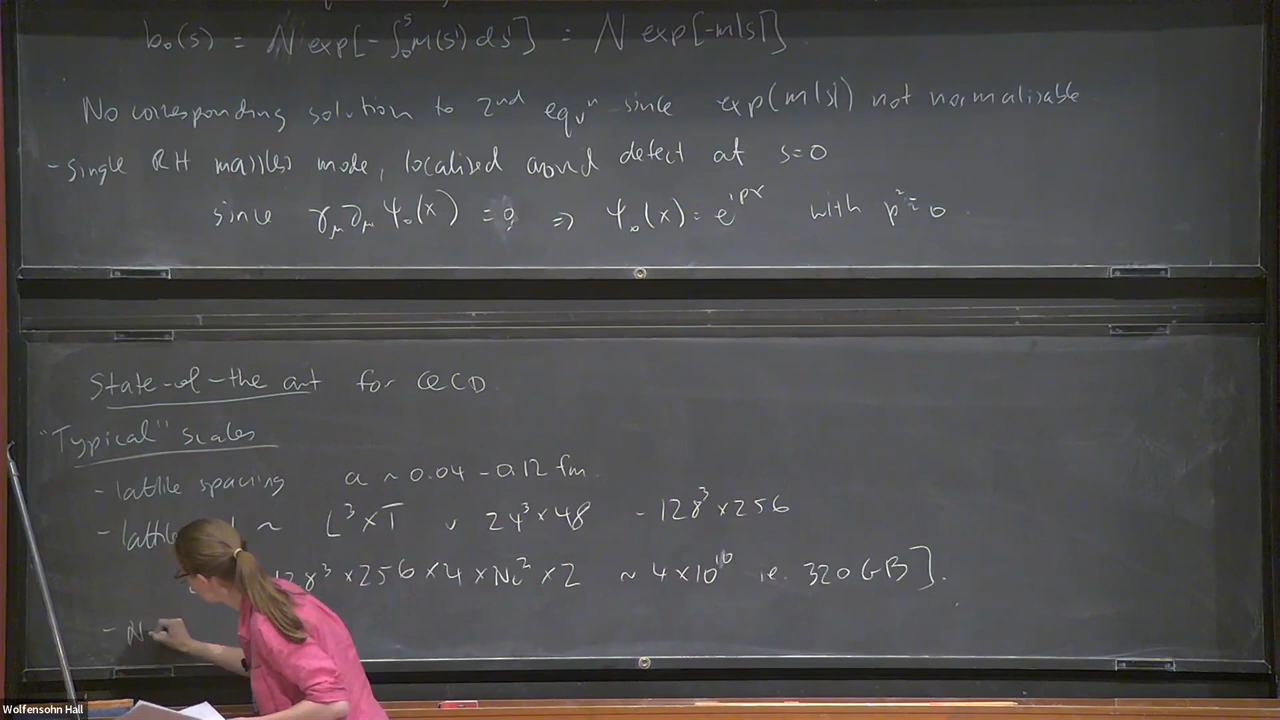 b₀(s) = N exp[-∫₀ˢ m(s') ds'] = N exp[-m|s|]
No corresponding solution to 2nd eqⁿ since exp(m|s|) not normalisable
- single RH massless mode, localised around defect at s=0
since γ_μ ∂_μ ψ₀(x) = 0 ⇒ ψ₀(x) = e^{ipx} with p² = 0
State-of-the art for QCD
"Typical" scales
- lattice spacing a ~ 0.04 - 0.12 fm
- lattice ~ L³×T ~ 24³×48 - 128³×256
128³×256×4×Nc²×2 ~ 4×10¹⁰ ie. 320GB].
- N
Wolfensohn Hall